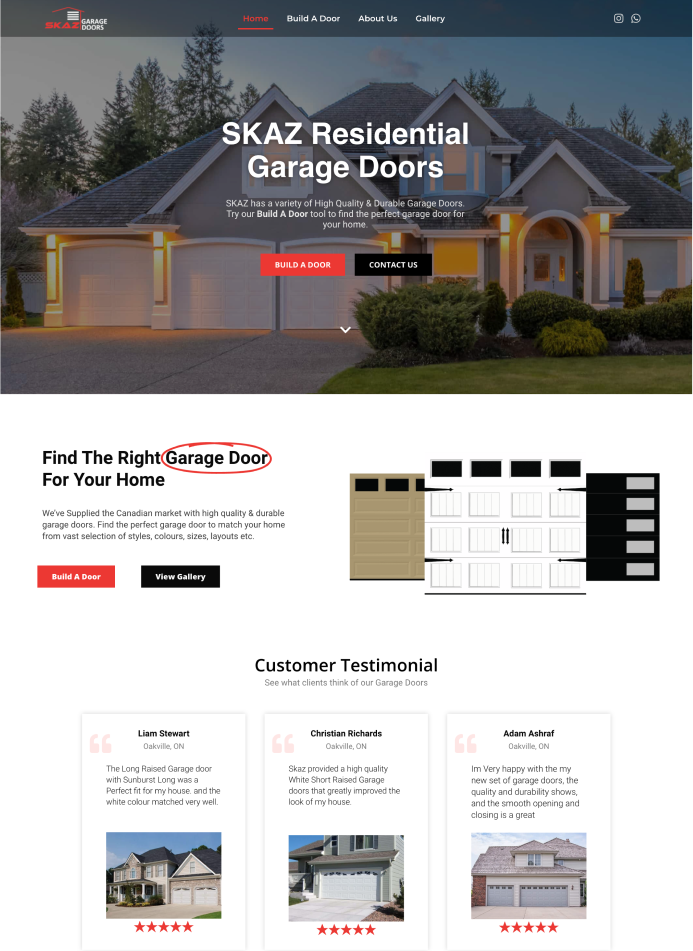 SKAZ GARAGE
DOORS
Home Build A Door About Us Gallery
SKAZ Residential
Garage Doors
SKAZ has a variety of High Quality & Durable Garage Doors.
Try our Build A Door tool to find the perfect garage door for
your home.
BUILD A DOOR CONTACT US
Find The Right Garage Door
For Your Home
We've Supplied the Canadian market with high quality & durable
garage doors. Find the perfect garage door to match your home
from vast selection of styles, colours, sizes, layouts etc.
Build A Door View Gallery
Customer Testimonial
See what clients think of our Garage Doors
Liam Stewart
Oakville, ON
The Long Raised Garage door
with Sunburst Long was a
Perfect fit for my house. and the
white colour matched very well.
Christian Richards
Oakville, ON
Skaz provided a high quality
White Short Raised Garage
doors that greatly improved the
look of my house.
Adam Ashraf
Oakville, ON
Im Very happy with the my
new set of garage doors, the
quality and durability shows,
and the smooth opening and
closing is a great